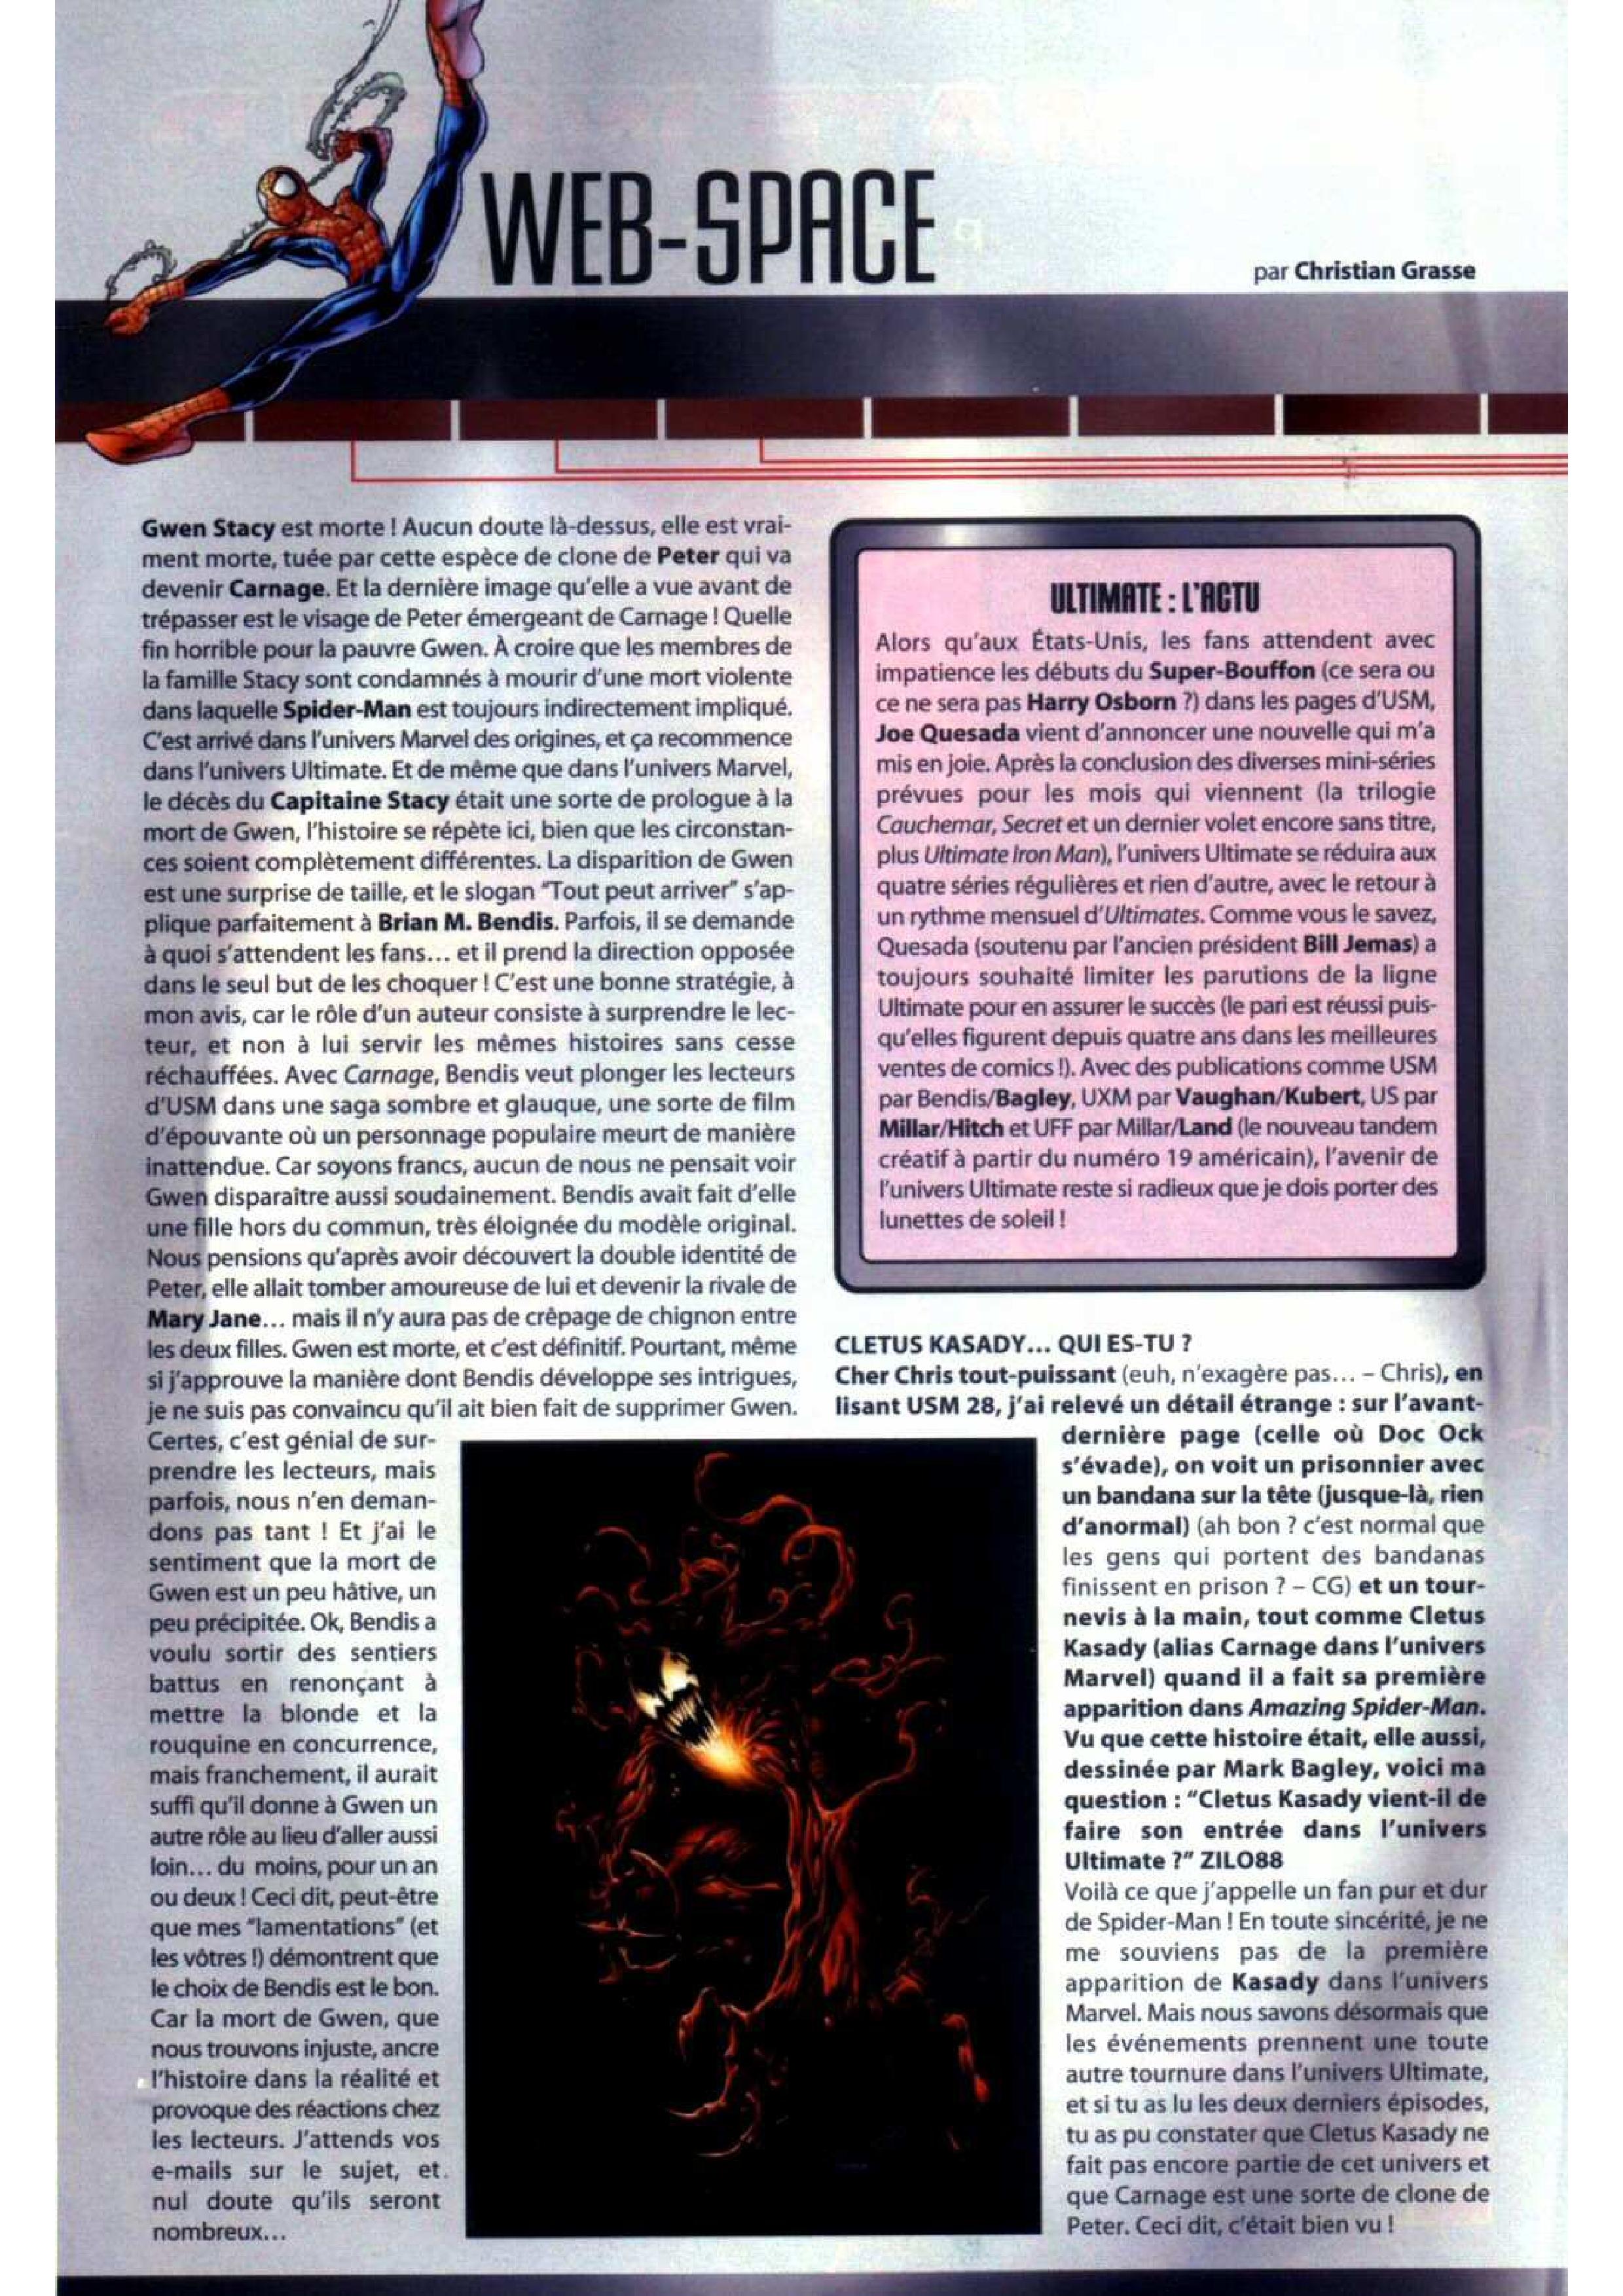 WEB-SPACE
par Christian Grasse
Gwen Stacy est morte ! Aucun doute là-dessus, elle est vrai-
ment morte, tuée par cette espèce de clone de Peter qui va
devenir Carnage. Et la dernière image qu'elle a vue avant de
trépasser est le visage de Peter émergeant de Carnage ! Quelle
fin horrible pour la pauvre Gwen. À croire que les membres de
la famille Stacy sont condamnés à mourir d'une mort violente
dans laquelle Spider-Man est toujours indirectement impliqué.
C'est arrivé dans l'univers Marvel des origines, et ça recommence
dans l'univers Ultimate. Et de même que dans l'univers Marvel,
le décès du Capitaine Stacy était une sorte de prologue à la
mort de Gwen, l'histoire se répète ici, bien que les circonstan-
ces soient complètement différentes. La disparition de Gwen
est une surprise de taille, et le slogan "Tout peut arriver" s'ap-
plique parfaitement à Brian M. Bendis. Parfois, il se demande
à quoi s'attendent les fans... et il prend la direction opposée
dans le seul but de les choquer ! C'est une bonne stratégie, à
mon avis, car le rôle d'un auteur consiste à surprendre le lec-
teur, et non à lui servir les mêmes histoires sans cesse
réchauffées. Avec Carnage, Bendis veut plonger les lecteurs
d'USM dans une saga sombre et glauque, une sorte de film
d'épouvante où un personnage populaire meurt de manière
inattendue. Car soyons francs, aucun de nous ne pensait voir
Gwen disparaître aussi soudainement. Bendis avait fait d'elle
une fille hors du commun, très éloignée du modèle original.
Nous pensions qu'après avoir découvert la double identité de
Peter, elle allait tomber amoureuse de lui et devenir la rivale de
Mary Jane... mais il n'y aura pas de crêpage de chignon entre
les deux filles. Gwen est morte, et c'est définitif. Pourtant, même
si j'approuve la manière dont Bendis développe ses intrigues,
je ne suis pas convaincu qu'il ait bien fait de supprimer Gwen.
Certes, c'est génial de sur-
prendre les lecteurs, mais
parfois, nous n'en deman-
dons pas tant ! Et j'ai le
sentiment que la mort de
Gwen est un peu hâtive, un
peu précipitée. Ok, Bendis a
voulu sortir des sentiers
battus en renonçant à
mettre la blonde et la
rouquine en concurrence,
mais franchement, il aurait
suffi qu'il donne à Gwen un
autre rôle au lieu d'aller aussi
loin... du moins, pour un an
ou deux ! Ceci dit, peut-être
que mes "lamentations" (et
les vôtres !) démontrent que
le choix de Bendis est le bon.
Car la mort de Gwen, que
nous trouvons injuste, ancre
l'histoire dans la réalité et
provoque des réactions chez
les lecteurs. J'attends vos
e-mails sur le sujet, et
nul doute qu'ils seront
nombreux...
ULTIMATE : L'ACTU
Alors qu'aux États-Unis, les fans attendent avec
impatience les débuts du Super-Bouffon (ce sera ou
ce ne sera pas Harry Osborn ?) dans les pages d'USM,
Joe Quesada vient d'annoncer une nouvelle qui m'a
mis en joie. Après la conclusion des diverses mini-séries
prévues pour les mois qui viennent (la trilogie
Cauchemar, Secret et un dernier volet encore sans titre,
plus Ultimate Iron Man), l'univers Ultimate se réduira aux
quatre séries régulières et rien d'autre, avec le retour à
un rythme mensuel d'Ultimates. Comme vous le savez,
Quesada (soutenu par l'ancien président Bill Jemas) a
toujours souhaité limiter les parutions de la ligne
Ultimate pour en assurer le succès (le pari est réussi puis-
qu'elles figurent depuis quatre ans dans les meilleures
ventes de comics !). Avec des publications comme USM
par Bendis/Bagley, UXM par Vaughan/Kubert, US par
Millar/Hitch et UFF par Millar/Land (le nouveau tandem
créatif à partir du numéro 19 américain), l'avenir de
l'univers Ultimate reste si radieux que je dois porter des
lunettes de soleil !
CLETUS KASADY... QUI ES-TU ?
Cher Chris tout-puissant (euh, n'exagère pas... – Chris), en
lisant USM 28, j'ai relevé un détail étrange : sur l'avant-
dernière page (celle où Doc Ock
s'évade), on voit un prisonnier avec
un bandana sur la tête (jusque-là, rien
d'anormal) (ah bon ? c'est normal que
les gens qui portent des bandanas
finissent en prison ? – CG) et un tour-
nevis à la main, tout comme Cletus
Kasady (alias Carnage dans l'univers
Marvel) quand il a fait sa première
apparition dans Amazing Spider-Man.
Vu que cette histoire était, elle aussi,
dessinée par Mark Bagley, voici ma
question : "Cletus Kasady vient-il de
faire son entrée dans l'univers
Ultimate ?" ZILO88
Voilà ce que j'appelle un fan pur et dur
de Spider-Man ! En toute sincérité, je ne
me souviens pas de la première
apparition de Kasady dans l'univers
Marvel. Mais nous savons désormais que
les événements prennent une toute
autre tournure dans l'univers Ultimate,
et si tu as lu les deux derniers épisodes,
tu as pu constater que Cletus Kasady ne
fait pas encore partie de cet univers et
que Carnage est une sorte de clone de
Peter. Ceci dit, c'était bien vu !